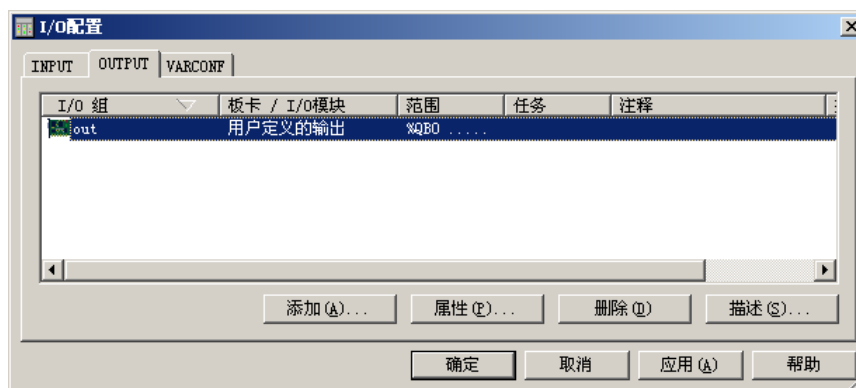 I/O配置
INPUT OUTPUT VARCONF
I/O 组 板卡 / I/O模块 范围 任务 注释
out 用户定义的输出 %QB0 .....
添加(A)... 属性(P)... 删除(D) 描述(S)...
确定 取消 应用(A) 帮助